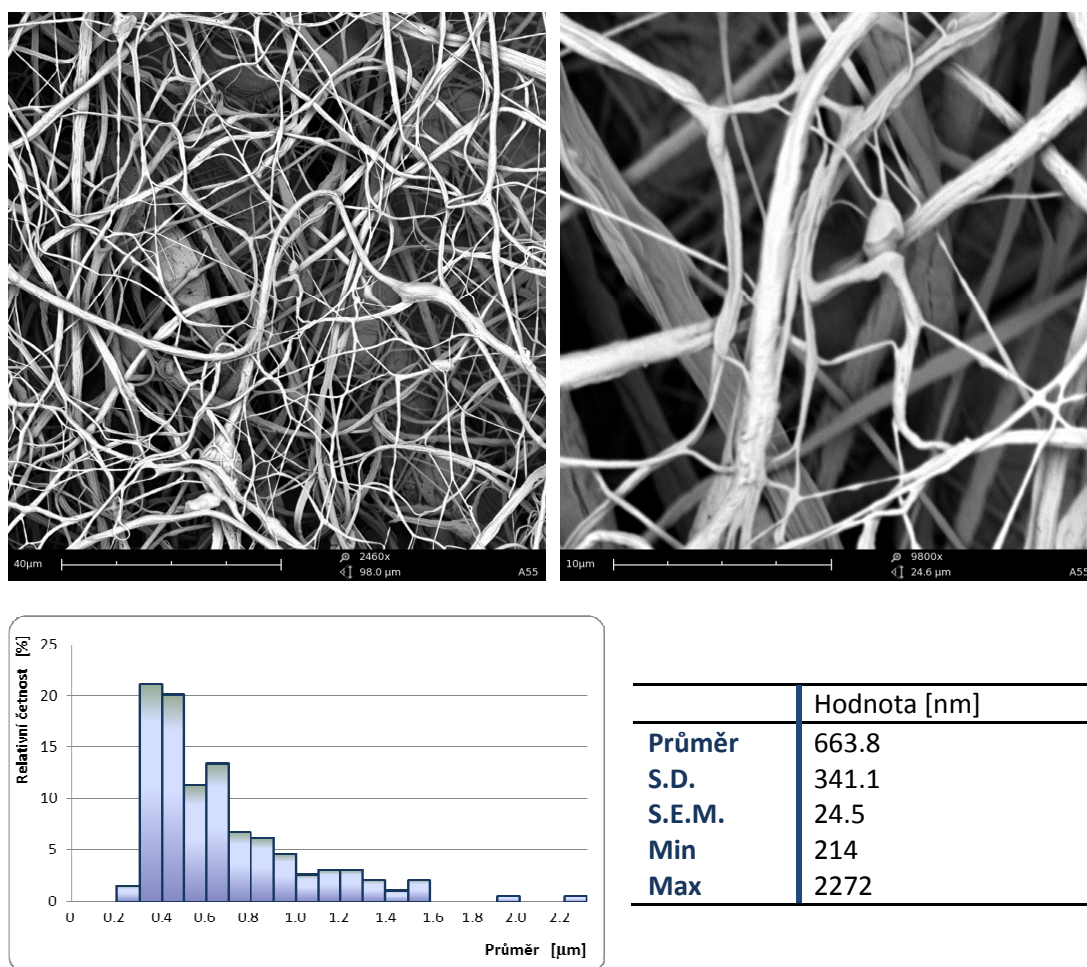 40µm
2460x
98.0 µm
A55
10µm
9800x
24.6 µm
A55
Relativní četnost [%]
25
20
15
10
5
0
0 0.2 0.4 0.6 0.8 1.0 1.2 1.4 1.6 1.8 2.0 2.2
Průměr [µm]
Hodnota [nm]
Průměr 663.8
S.D. 341.1
S.E.M. 24.5
Min 214
Max 2272